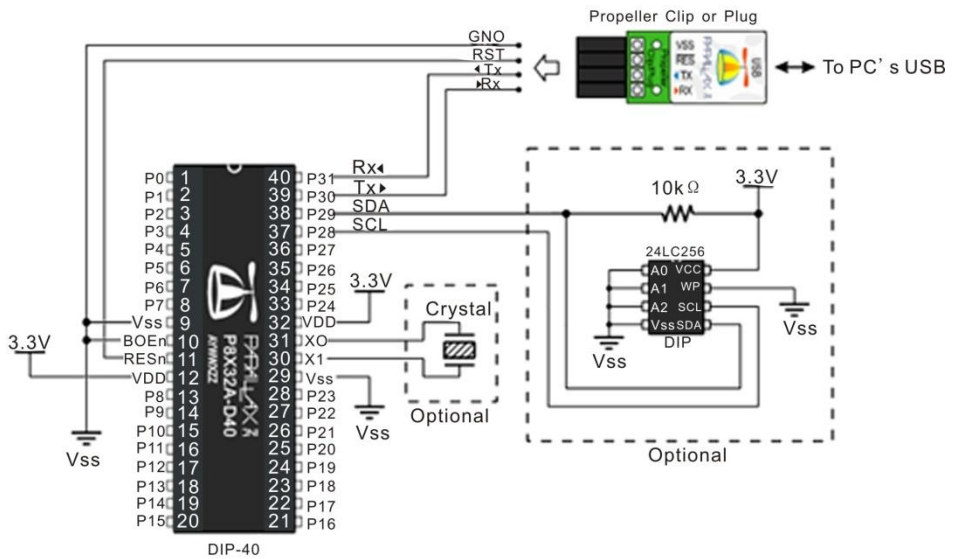 Propeller Clip or Plug
GNO
RST
Tx
Rx
VSS
RES
TX
RX
USB
To PC's USB
P0 1 40 P31 Rx
P1 2 39 P30 Tx
P2 3 38 P29 SDA
P3 4 37 P28 SCL
P4 5 36 P27
P5 6 35 P26
P6 7 34 P25
P7 8 33 P24
Vss 9 32 VDD
BOEn 10 31 XO
RESn 11 30 X1
VDD 12 29 Vss
P8 13 28 P23
P9 14 27 P22
P10 15 26 P21
P11 16 25 P20
P12 17 24 P19
P13 18 23 P18
P14 19 22 P17
P15 20 21 P16
PARALLAX
P8X32A-D40
DIP-40
3.3V
Vss
3.3V
Vss
Crystal
Optional
10kΩ
3.3V
24LC256
A0 VCC
A1 WP
A2 SCL
Vss SDA
DIP
Vss
Vss
Optional